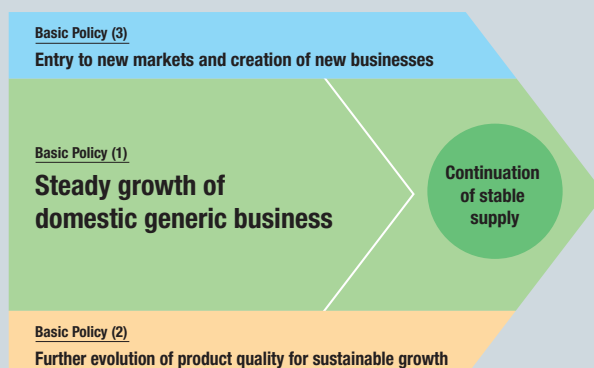 Basic Policy (3)
Entry to new markets and creation of new businesses
Basic Policy (1)
Steady growth of
domestic generic business
Continuation
of stable
supply
Basic Policy (2)
Further evolution of product quality for sustainable growth